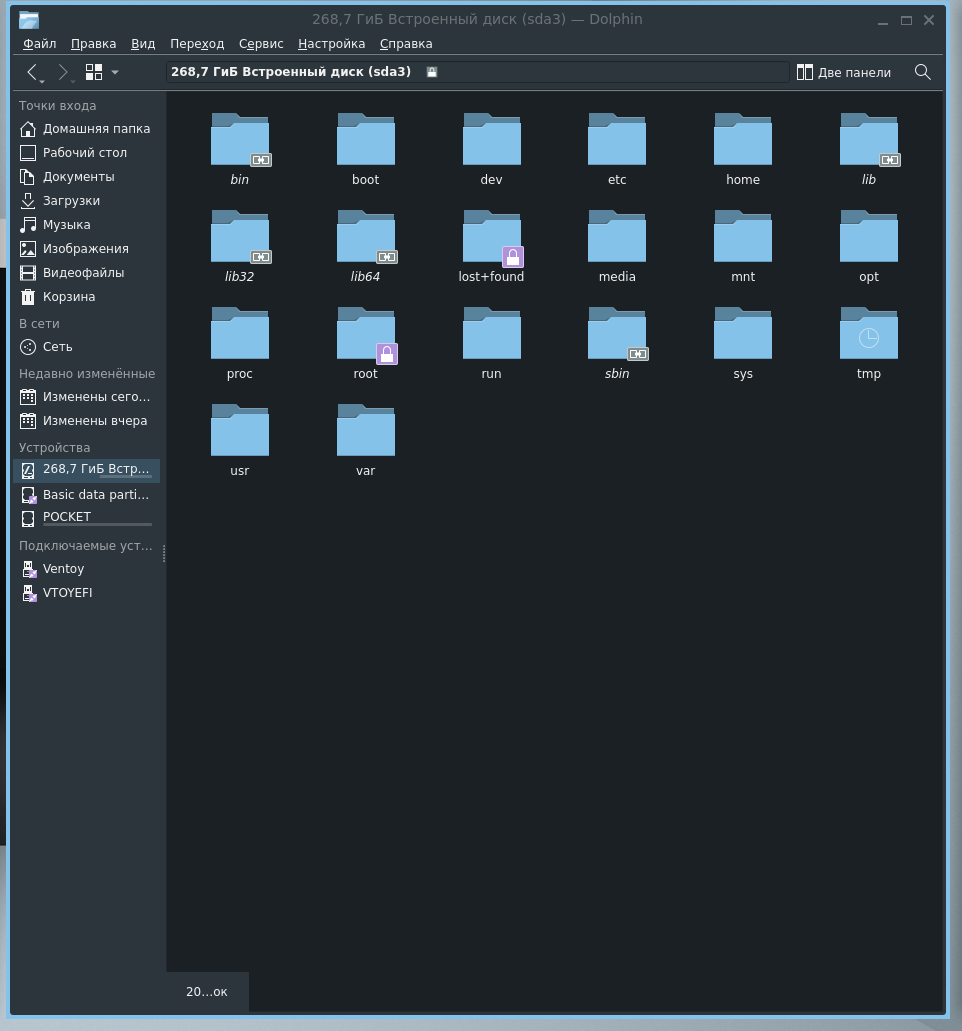 268,7 ГиБ Встроенный диск (sda3) — Dolphin
Файл Правка Вид Переход Сервис Настройка Справка
268,7 ГиБ Встроенный диск (sda3) Две панели
Точки входа
Домашняя папка
Рабочий стол
Документы
Загрузки
Музыка
Изображения
Видеофайлы
Корзина
В сети
Сеть
Недавно изменённые
Изменены сего...
Изменены вчера
Устройства
268,7 ГиБ Встр...
Basic data parti...
POCKET
Подключаемые уст...
Ventoy
VTOYEFI
bin boot dev etc home lib
lib32 lib64 lost+found media mnt opt
proc root run sbin sys tmp
usr var
20...ок